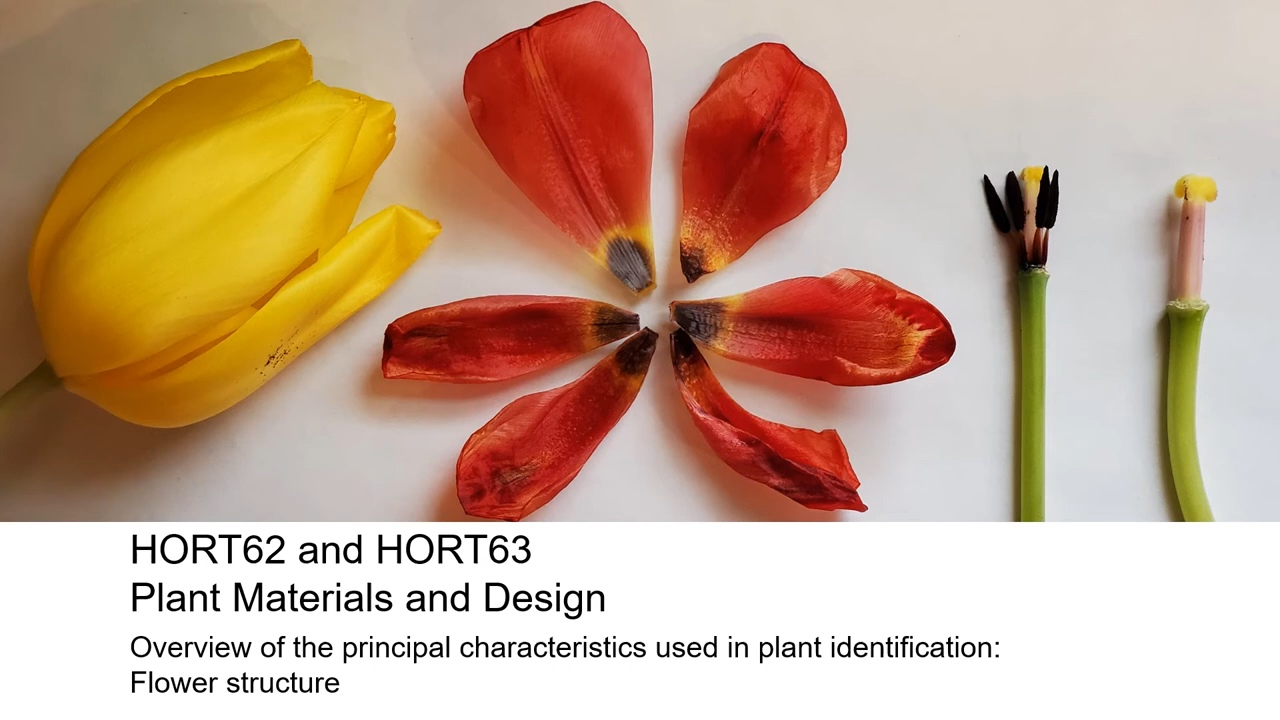 HORT62 and HORT63
Plant Materials and Design
Overview of the principal characteristics used in plant identification:
Flower structure